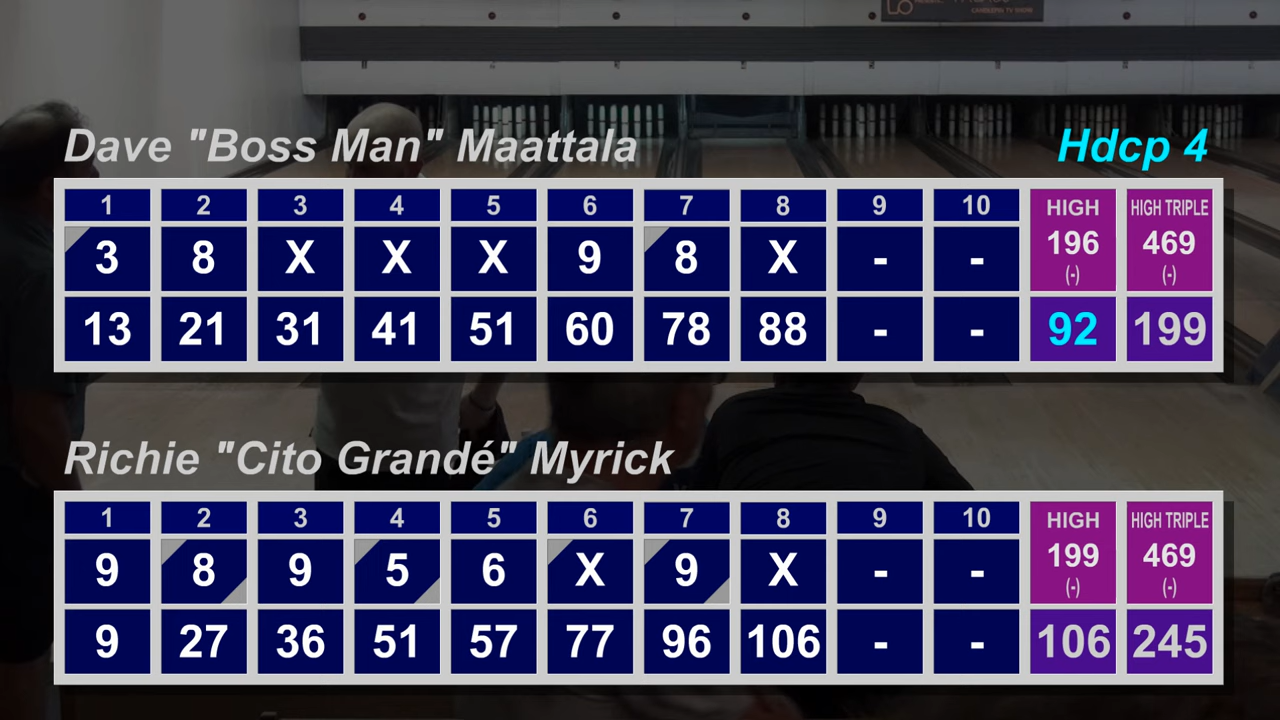 CANDLEPIN TV SHOW
Dave "Boss Man" Maattala Hdcp 4
1 2 3 4 5 6 7 8 9 10 HIGH HIGH TRIPLE
3 8 X X X 9 8 X - - 196 (-) 469 (-)
13 21 31 41 51 60 78 88 - - 92 199
Richie "Cito Grandé" Myrick
1 2 3 4 5 6 7 8 9 10 HIGH HIGH TRIPLE
9 8 9 5 6 X 9 X - - 199 (-) 469 (-)
9 27 36 51 57 77 96 106 - - 106 245